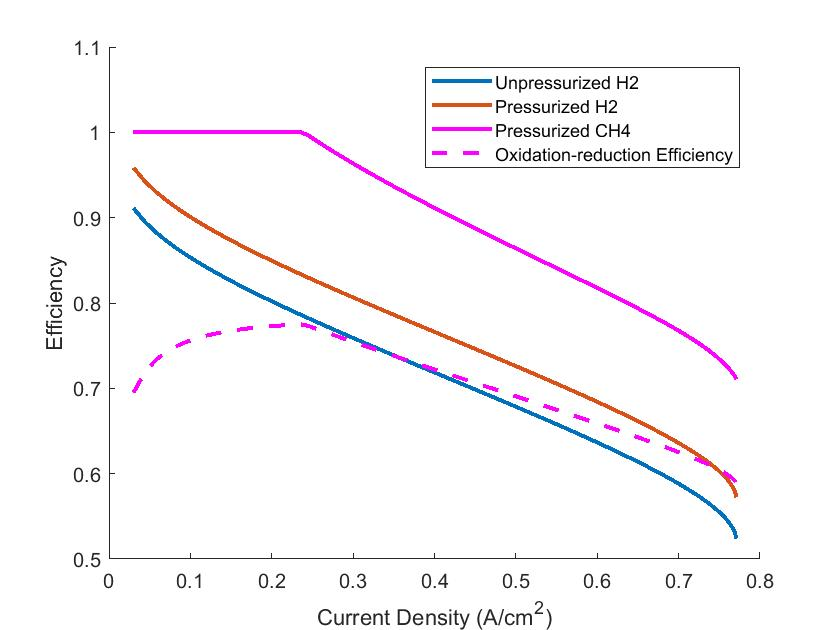 1.1
1
0.9
0.8
0.7
0.6
0.5
Efficiency
Unpressurized H2
Pressurized H2
Pressurized CH4
Oxidation-reduction Efficiency
0 0.1 0.2 0.3 0.4 0.5 0.6 0.7 0.8
Current Density (A/cm²)